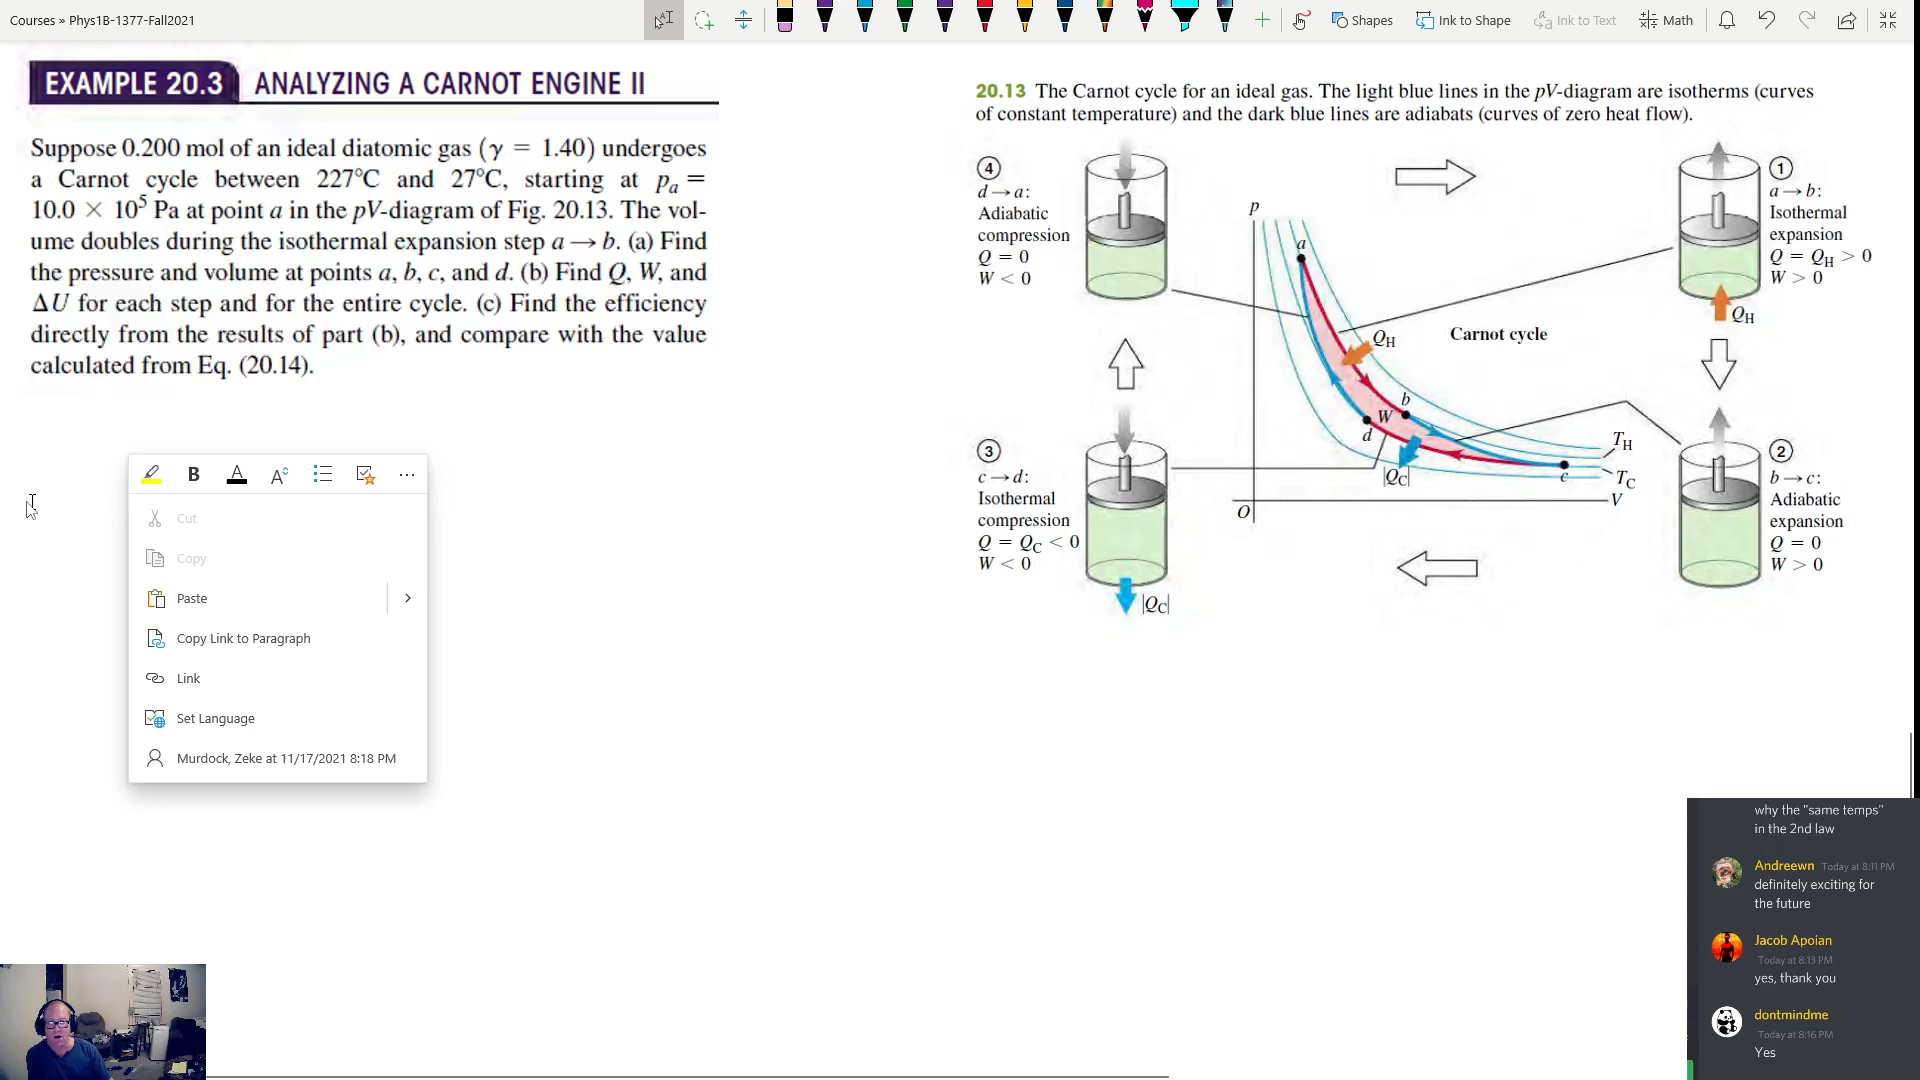 Courses » Phys1B-1377-Fall2021
Shapes
Ink to Shape
Ink to Text
Math
EXAMPLE 20.3 ANALYZING A CARNOT ENGINE II
Suppose 0.200 mol of an ideal diatomic gas (γ = 1.40) undergoes
a Carnot cycle between 227°C and 27°C, starting at pₐ =
10.0 × 10⁵ Pa at point a in the pV-diagram of Fig. 20.13. The vol-
ume doubles during the isothermal expansion step a → b. (a) Find
the pressure and volume at points a, b, c, and d. (b) Find Q, W, and
ΔU for each step and for the entire cycle. (c) Find the efficiency
directly from the results of part (b), and compare with the value
calculated from Eq. (20.14).
B
A
A
Cut
Copy
Paste
Copy Link to Paragraph
Link
Set Language
Murdock, Zeke at 11/17/2021 8:18 PM
20.13 The Carnot cycle for an ideal gas. The light blue lines in the pV-diagram are isotherms (curves
of constant temperature) and the dark blue lines are adiabats (curves of zero heat flow).
4
d → a:
Adiabatic
compression
Q = 0
W < 0
1
a → b:
Isothermal
expansion
Q = QH > 0
W > 0
QH
p
a
QH
Carnot cycle
b
W
d
|QC|
c
TH
TC
V
O
3
c → d:
Isothermal
compression
Q = QC < 0
W < 0
|QC|
2
b → c:
Adiabatic
expansion
Q = 0
W > 0
why the "same temps"
in the 2nd law
Andreewn Today at 8:11 PM
definitely exciting for
the future
Jacob Apoian
Today at 8:13 PM
yes, thank you
dontmindme
Today at 8:16 PM
Yes